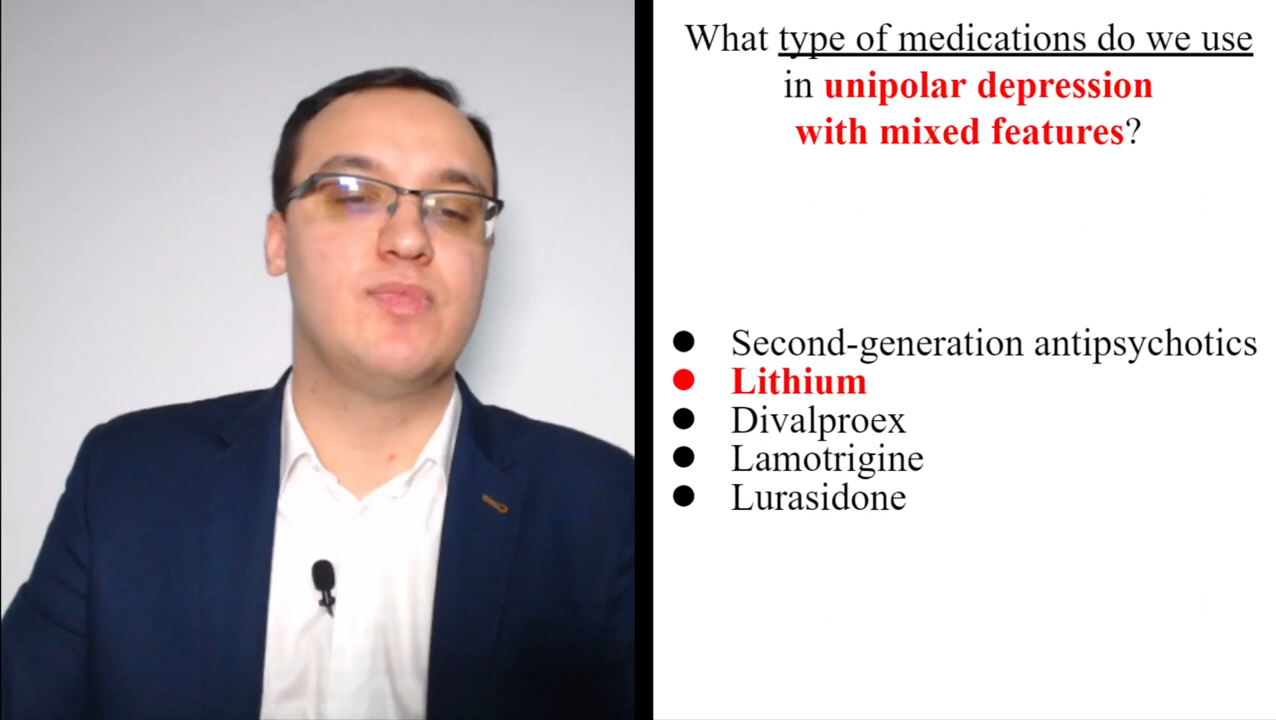 What type of medications do we use
in unipolar depression
with mixed features?
Second-generation antipsychotics
Lithium
Divalproex
Lamotrigine
Lurasidone